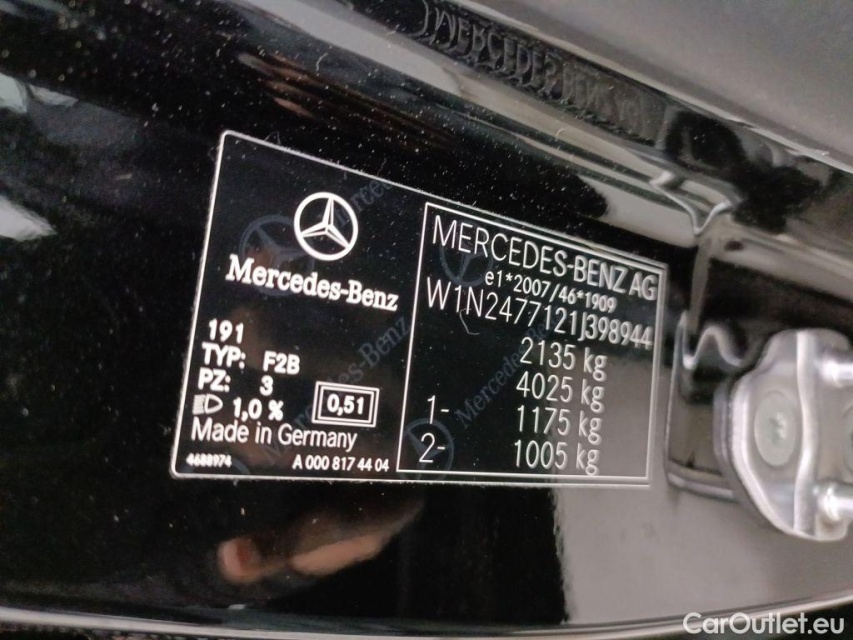 Mercedes-Benz
191
TYP: F2B
PZ: 3
1,0 %
0,51
Made in Germany
4688974
A 000 817 44 04
MERCEDES-BENZ AG
e1*2007/46*1909
W1N2477121J398944
2135 kg
4025 kg
1- 1175 kg
2- 1005 kg
CarOutlet.eu